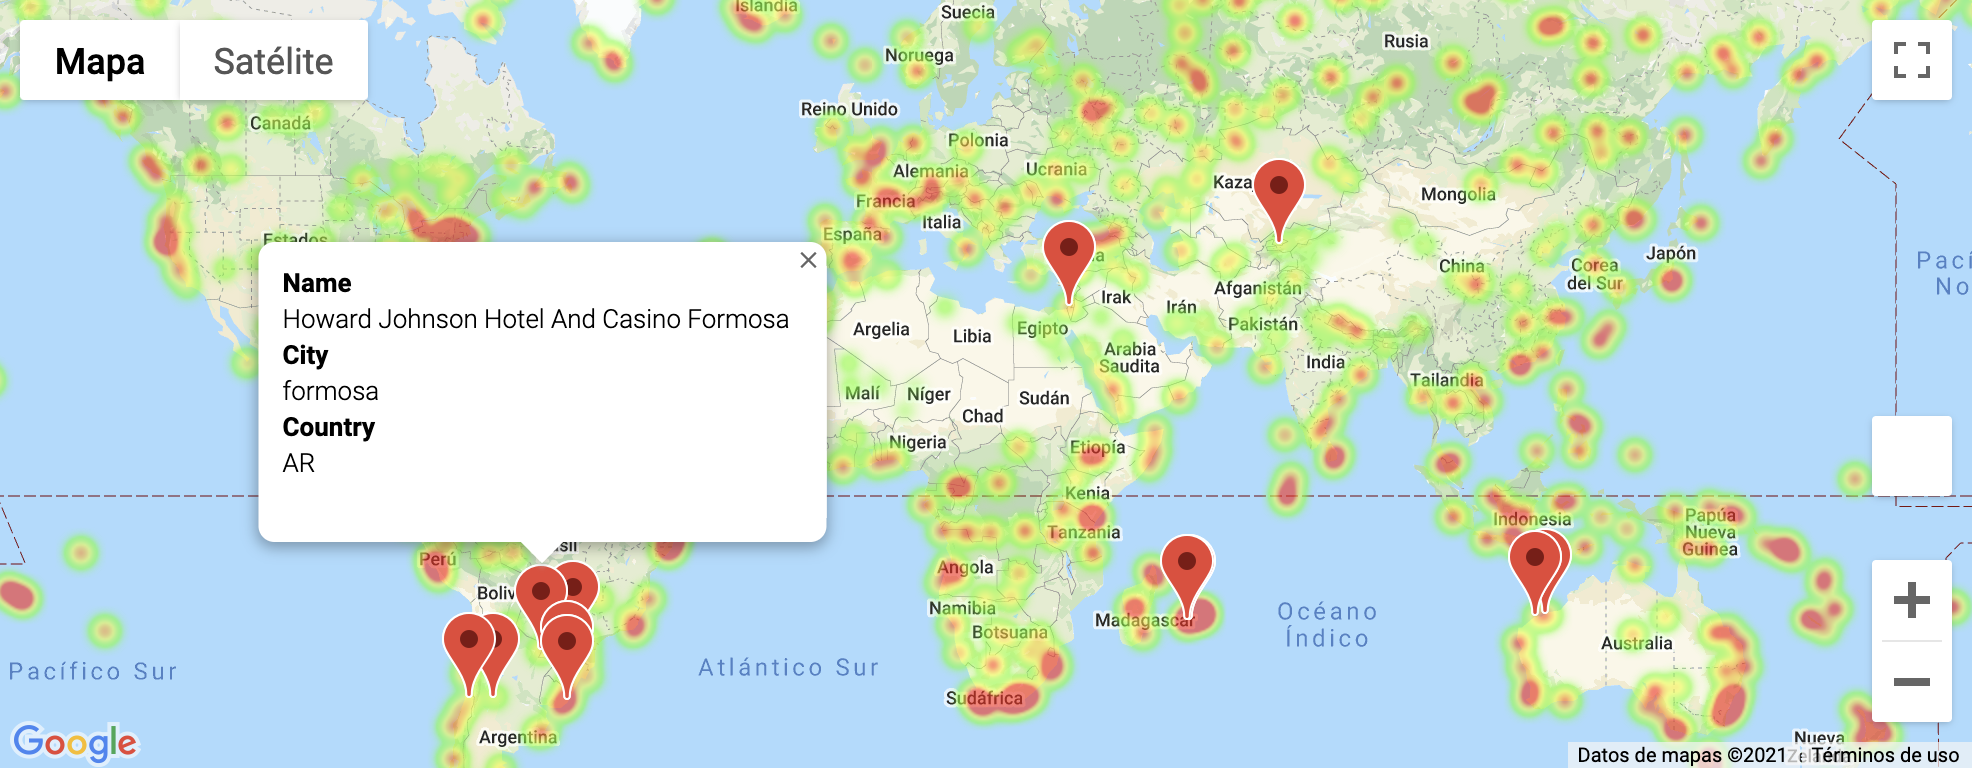 Mapa
Satélite
Islandia
Suecia
Noruega
Rusia
Reino Unido
Canadá
Polonia
Alemania
Ucrania
Francia
Mongolia
Italia
España
Estados
Japón
China
Corea
del Sur
Afganistán
Irak
Irán
Pakistán
Argelia
Libia
Egipto
Arabia
Saudita
India
Tailandia
Malí
Níger
Sudán
Chad
Nigeria
Etiopía
Kenia
Tanzania
Indonesia
Papúa
Nueva
Guinea
Name
Howard Johnson Hotel And Casino Formosa
City
formosa
Country
AR
Perú
Angola
Namibia
Madagascar
Botsuana
Océano
Índico
Australia
Pacífico Sur
Atlántico Sur
Sudáfrica
Argentina
Nueva
Google
Datos de mapas ©2021
Términos de uso